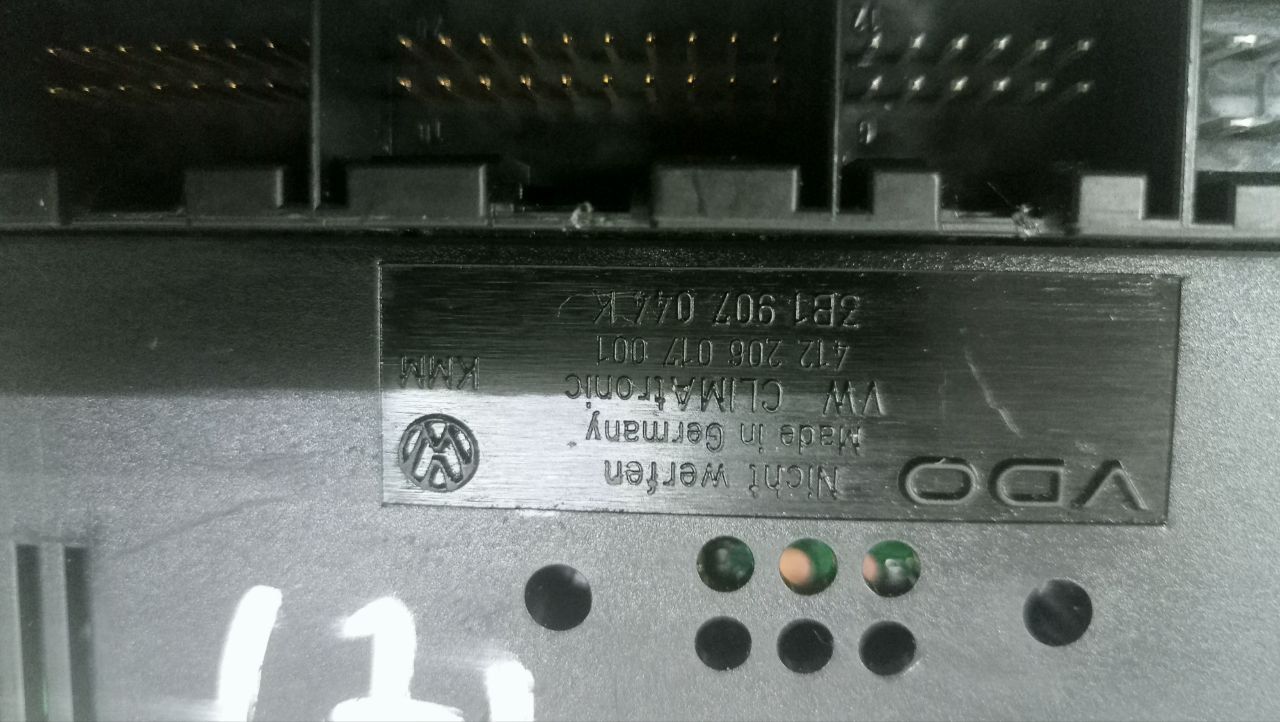 VDO
Nicht werfen
Made in Germany
VW CLIMAtronic
KMM
412 206 017 001
3B1 907 044 K